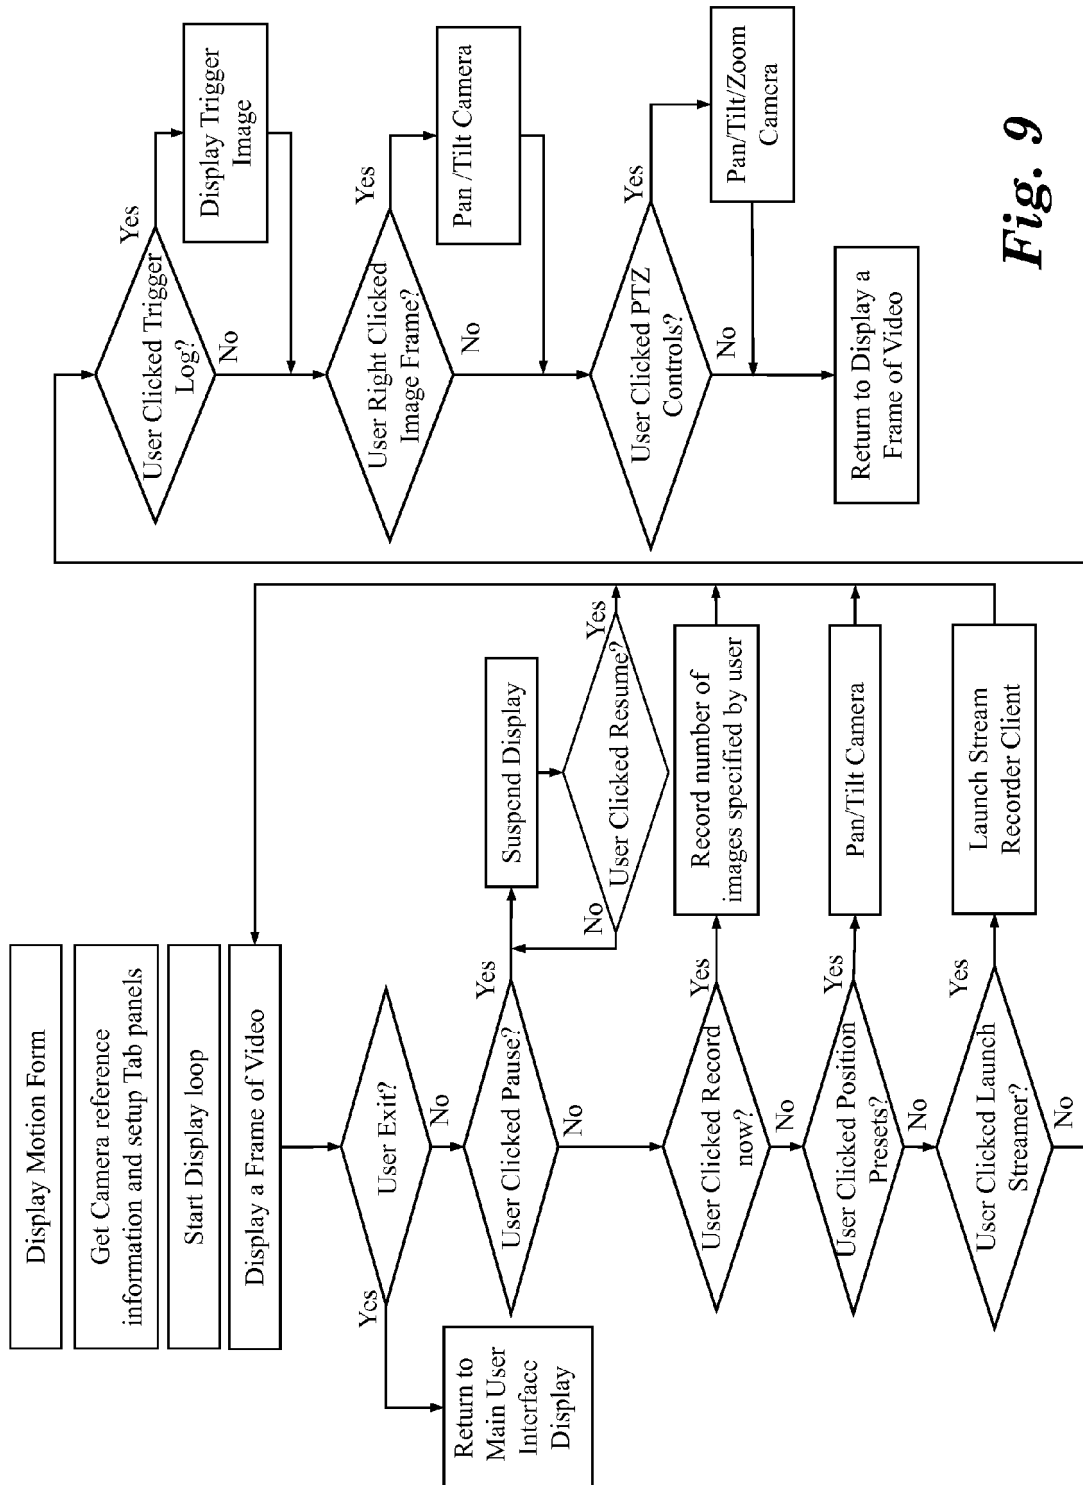 Display Motion Form
Get Camera reference
information and setup Tab panels
Start Display loop
Display a Frame of Video
User Exit?
Yes
No
Return to
Main User
Interface
Display
User Clicked Pause?
Yes
No
Suspend Display
User Clicked Resume?
Yes
No
User Clicked Record
now?
Yes
No
Record number of
images specified by user
User Clicked Position
Presets?
Yes
No
Pan/Tilt Camera
User Clicked Launch
Streamer?
Yes
No
Launch Stream
Recorder Client
User Clicked Trigger
Log?
Yes
No
Display Trigger
Image
User Right Clicked
Image Frame?
Yes
No
Pan /Tilt Camera
User Clicked PTZ
Controls?
Yes
No
Pan/Tilt/Zoom
Camera
Return to Display a
Frame of Video
Fig. 9